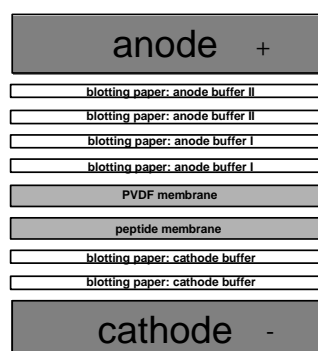 anode +
blotting paper: anode buffer II
blotting paper: anode buffer II
blotting paper: anode buffer I
blotting paper: anode buffer I
PVDF membrane
peptide membrane
blotting paper: cathode buffer
blotting paper: cathode buffer
cathode -